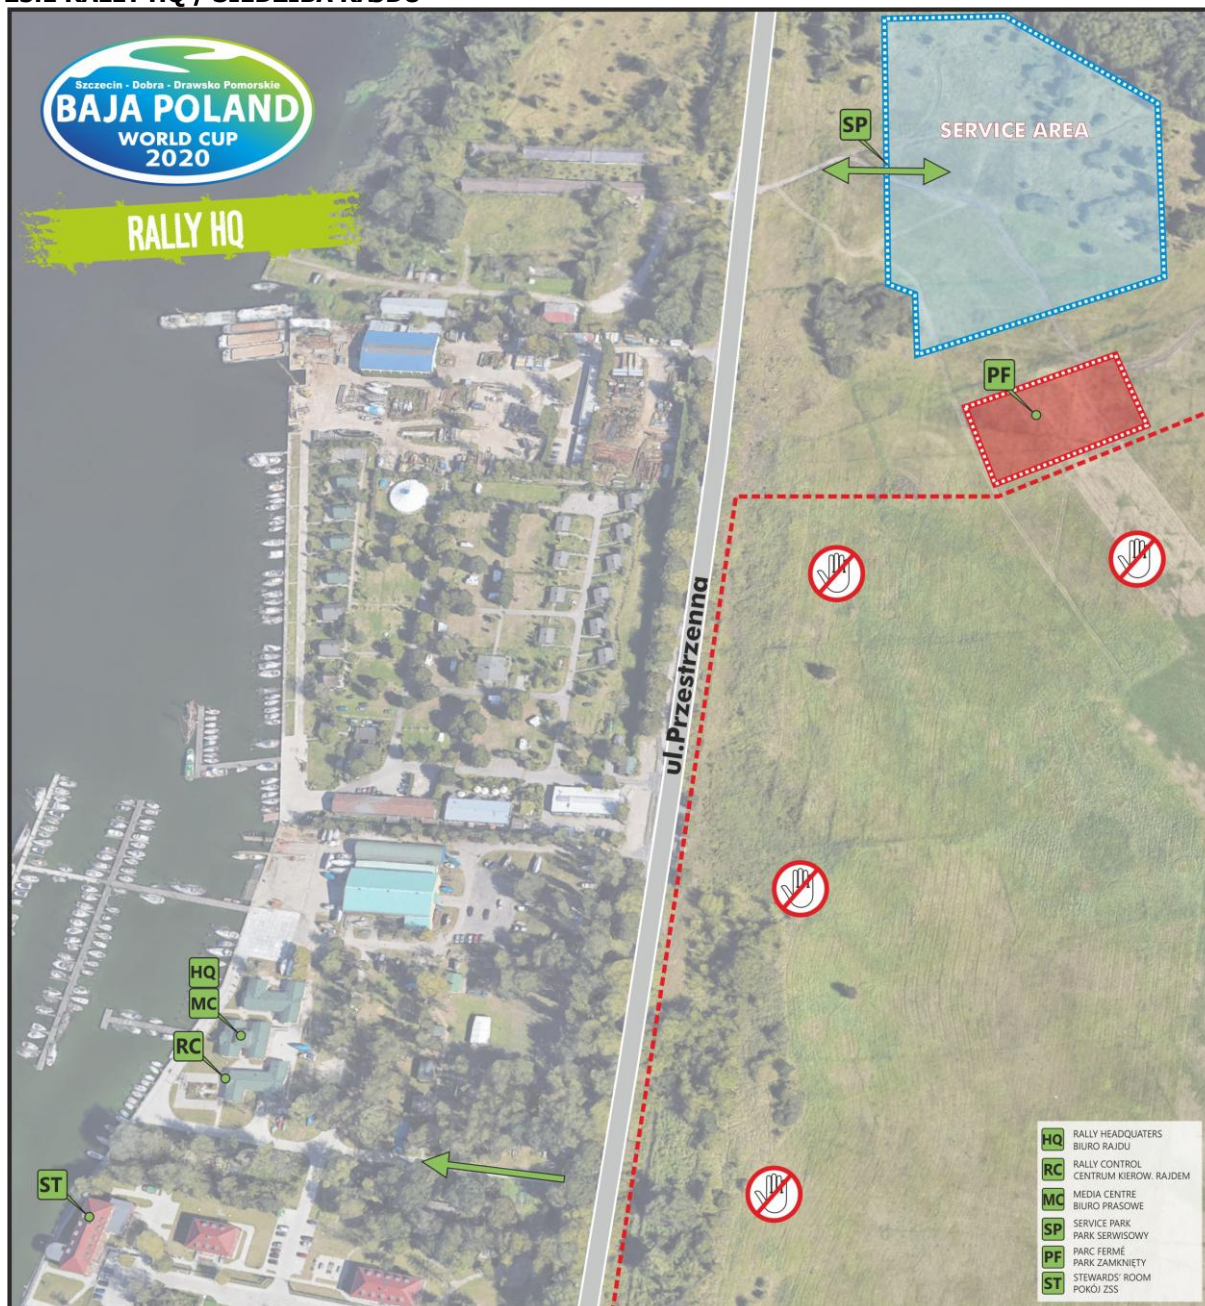 Szczecin - Dobra - Drawsko Pomorskie
BAJA POLAND
WORLD CUP
2020
RALLY HQ
SP
SERVICE AREA
PF
ul.Przestrzenna
HQ
MC
RC
ST
HQ RALLY HEADQUATERS
BIURO RAJDU
RC RALLY CONTROL
CENTRUM KIEROW. RAJDEM
MC MEDIA CENTRE
BIURO PRASOWE
SP SERVICE PARK
PARK SERWISOWY
PF PARC FERMÉ
PARK ZAMKNIĘTY
ST STEWARDS' ROOM
POKÓJ ZSS